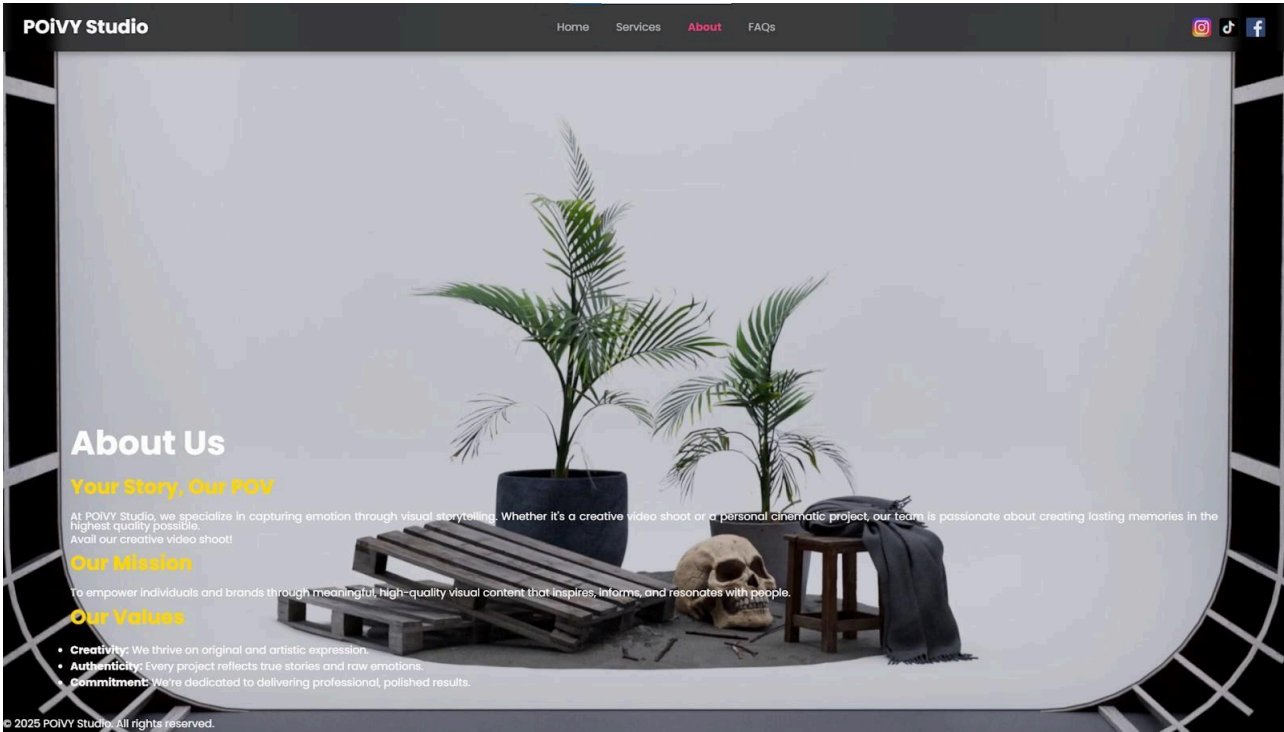 POiVY Studio
Home Services About FAQs
About Us
Your Story, Our POV
At POiVY Studio, we specialize in capturing emotion through visual storytelling. Whether it's a creative video shoot or a personal cinematic project, our team is passionate about creating lasting memories in the
highest quality possible.
Avail our creative video shoot!
Our Mission
To empower individuals and brands through meaningful, high-quality visual content that inspires, informs, and resonates with people.
Our Values
• Creativity: We thrive on original and artistic expression.
• Authenticity: Every project reflects true stories and raw emotions.
• Commitment: We're dedicated to delivering professional, polished results.
© 2025 POiVY Studio. All rights reserved.